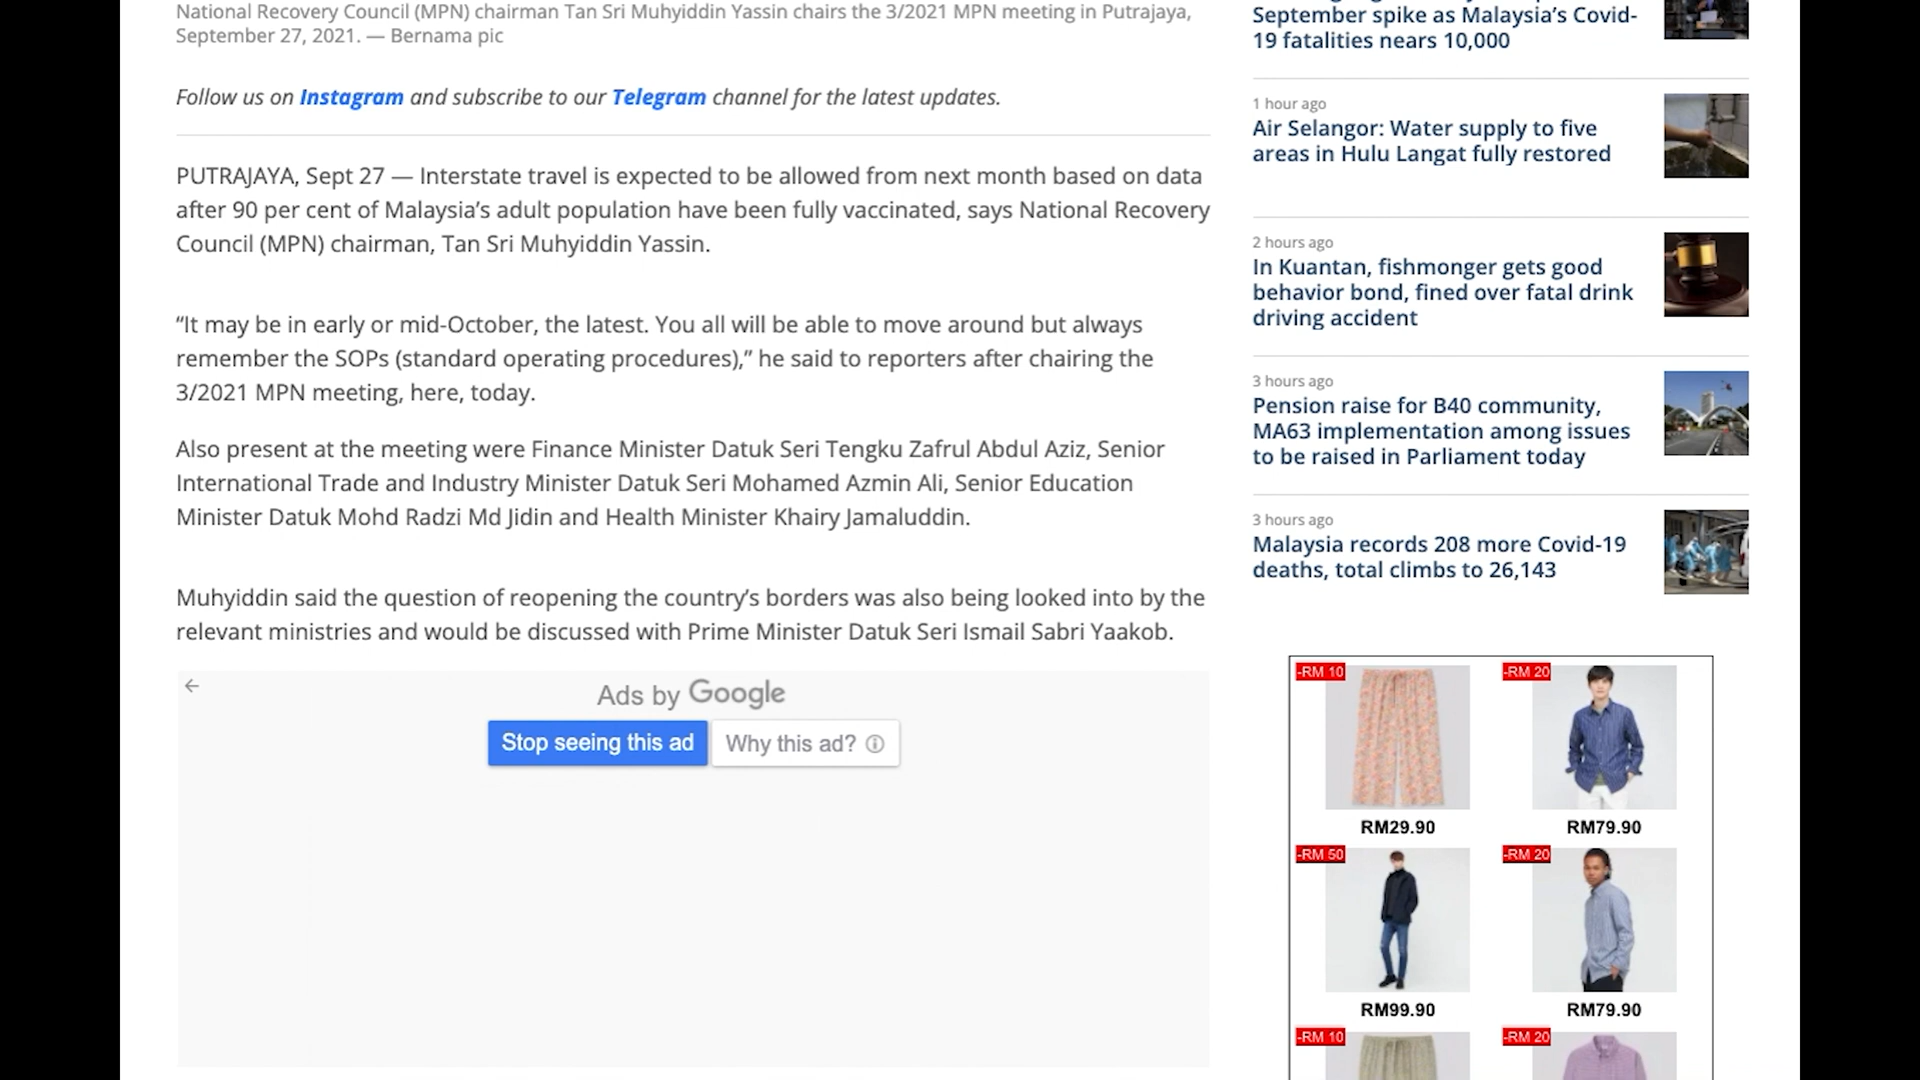 National Recovery Council (MPN) chairman Tan Sri Muhyiddin Yassin chairs the 3/2021 MPN meeting in Putrajaya,
September 27, 2021. — Bernama pic
Follow us on Instagram and subscribe to our Telegram channel for the latest updates.
PUTRAJAYA, Sept 27 — Interstate travel is expected to be allowed from next month based on data
after 90 per cent of Malaysia’s adult population have been fully vaccinated, says National Recovery
Council (MPN) chairman, Tan Sri Muhyiddin Yassin.
“It may be in early or mid-October, the latest. You all will be able to move around but always
remember the SOPs (standard operating procedures),” he said to reporters after chairing the
3/2021 MPN meeting, here, today.
Also present at the meeting were Finance Minister Datuk Seri Tengku Zafrul Abdul Aziz, Senior
International Trade and Industry Minister Datuk Seri Mohamed Azmin Ali, Senior Education
Minister Datuk Mohd Radzi Md Jidin and Health Minister Khairy Jamaluddin.
Muhyiddin said the question of reopening the country’s borders was also being looked into by the
relevant ministries and would be discussed with Prime Minister Datuk Seri Ismail Sabri Yaakob.
Ads by Google
Stop seeing this ad
Why this ad?
September spike as Malaysia’s Covid-
19 fatalities nears 10,000
1 hour ago
Air Selangor: Water supply to five
areas in Hulu Langat fully restored
2 hours ago
In Kuantan, fishmonger gets good
behavior bond, fined over fatal drink
driving accident
3 hours ago
Pension raise for B40 community,
MA63 implementation among issues
to be raised in Parliament today
3 hours ago
Malaysia records 208 more Covid-19
deaths, total climbs to 26,143
-RM 10
-RM 20
RM29.90
RM79.90
-RM 50
-RM 20
RM99.90
RM79.90
-RM 10
-RM 20